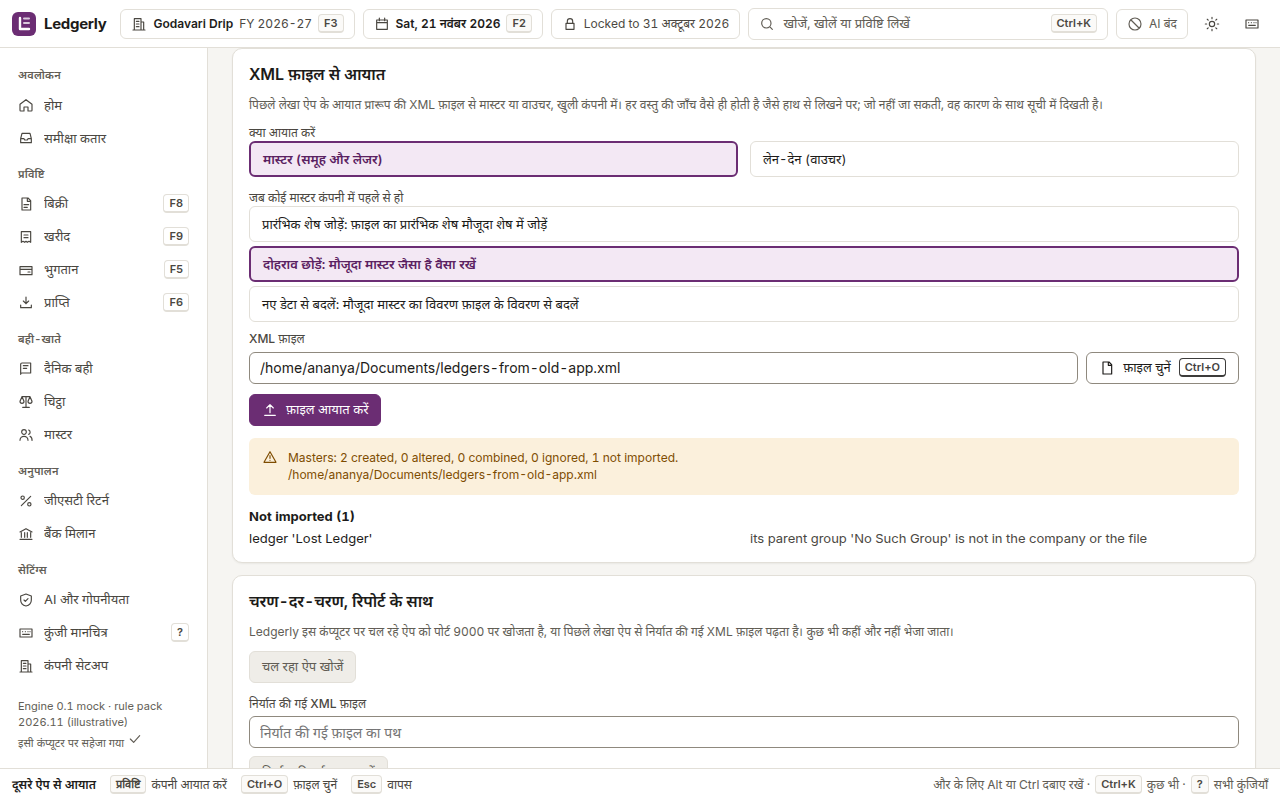 Ledgerly
Godavari Drip FY 2026-27 F3
Sat, 21 नवंबर 2026 F2
Locked to 31 अक्टूबर 2026
खोजें, खोलें या प्रविष्टि लिखें Ctrl+K
AI बंद
अवलोकन
होम
समीक्षा कतार
प्रविष्टि
बिक्री F8
खरीद F9
भुगतान F5
प्राप्ति F6
बही-खाते
दैनिक बही
चिट्ठा
मास्टर
अनुपालन
जीएसटी रिटर्न
बैंक मिलान
सेटिंग्स
AI और गोपनीयता
कुंजी मानचित्र ?
कंपनी सेटअप
Engine 0.1 mock · rule pack
2026.11 (illustrative)
इसी कंप्यूटर पर सहेजा गया
XML फ़ाइल से आयात
पिछले लेखा ऐप के आयात प्रारूप की XML फ़ाइल से मास्टर या वाउचर, खुली कंपनी में। हर वस्तु की जाँच वैसे ही होती है जैसे हाथ से लिखने पर; जो नहीं जा सकती, वह कारण के साथ सूची में दिखती है।
क्या आयात करें
मास्टर (समूह और लेजर)
लेन-देन (वाउचर)
जब कोई मास्टर कंपनी में पहले से हो
प्रारंभिक शेष जोड़ें: फ़ाइल का प्रारंभिक शेष मौजूदा शेष में जोड़ें
दोहराव छोड़ें: मौजूदा मास्टर जैसा है वैसा रखें
नए डेटा से बदलें: मौजूदा मास्टर का विवरण फ़ाइल के विवरण से बदलें
XML फ़ाइल
/home/ananya/Documents/ledgers-from-old-app.xml
फ़ाइल चुनें Ctrl+O
फ़ाइल आयात करें
Masters: 2 created, 0 altered, 0 combined, 0 ignored, 1 not imported.
/home/ananya/Documents/ledgers-from-old-app.xml
Not imported (1)
ledger 'Lost Ledger' its parent group 'No Such Group' is not in the company or the file
चरण-दर-चरण, रिपोर्ट के साथ
Ledgerly इस कंप्यूटर पर चल रहे ऐप को पोर्ट 9000 पर खोजता है, या पिछले लेखा ऐप से निर्यात की गई XML फ़ाइल पढ़ता है। कुछ भी कहीं और नहीं भेजा जाता।
चल रहा ऐप खोजें
निर्यात की गई XML फ़ाइल
निर्यात की गई फ़ाइल का पथ
दूसरे ऐप से आयात प्रविष्टि कंपनी आयात करें Ctrl+O फ़ाइल चुनें Esc वापस
और के लिए Alt या Ctrl दबाए रखें · Ctrl+K कुछ भी · ? सभी कुंजियाँ